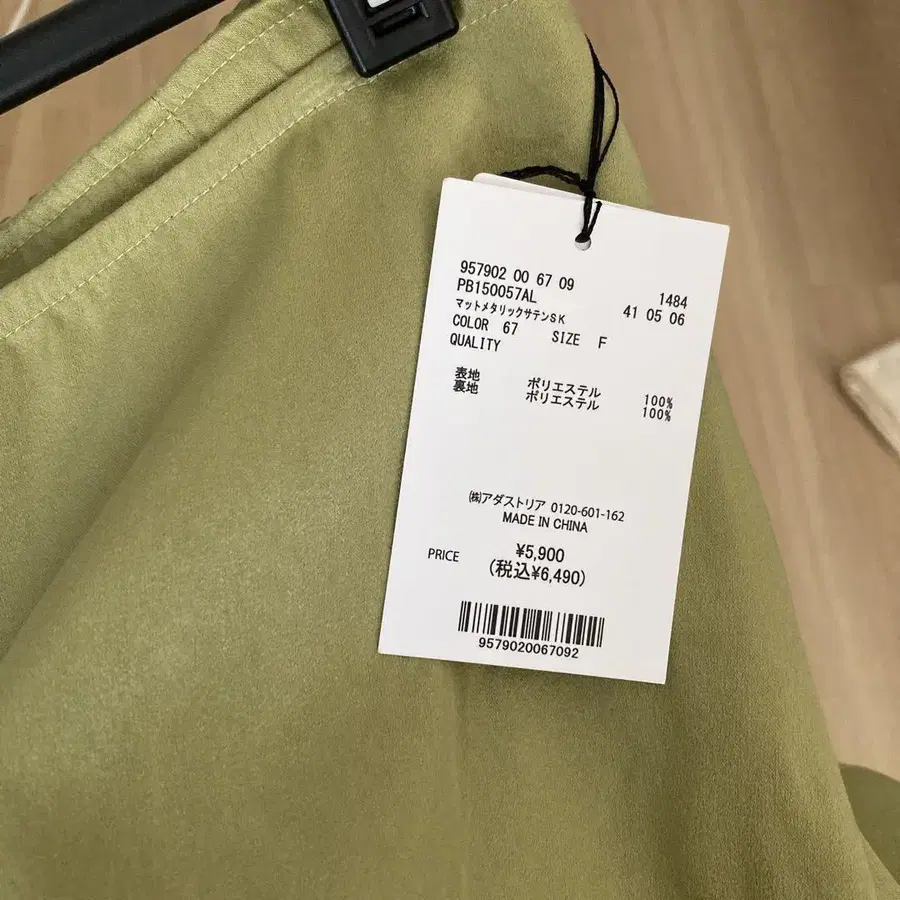 957902 00 67 09
PB150057AL 1484
マットメタリックサテンSK 41 05 06
COLOR 67 SIZE F
QUALITY
表地 ポリエステル 100%
裏地 ポリエステル 100%
㈱アダストリア 0120-601-162
MADE IN CHINA
PRICE ¥5,900
(税込¥6,490)
9579020067092